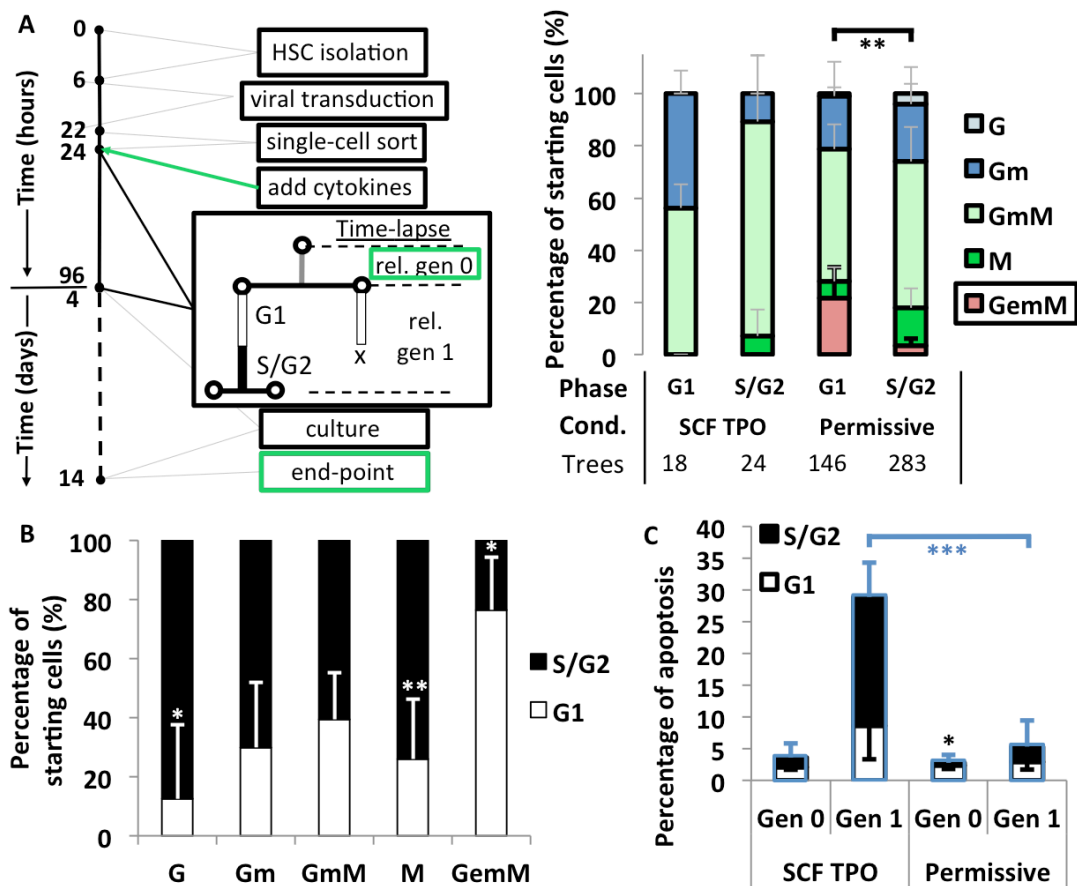 A
0
6
22
24
96
4
14
Time (hours)
Time (days)
HSC isolation
viral transduction
single-cell sort
add cytokines
Time-lapse
rel. gen 0
G1
rel.
gen 1
S/G2
x
culture
end-point
Percentage of starting cells (%)
**
100
80
60
40
20
0
G
Gm
GmM
M
GemM
Phase G1 S/G2 G1 S/G2
Cond. SCF TPO Permissive
Trees 18 24 146 283
B
Percentage of
starting cells (%)
100
80
60
40
20
0
* ** *
S/G2
G1
G Gm GmM M GemM
C
Percentage of apoptosis
40
35
30
25
20
15
10
5
0
S/G2
G1
***
*
Gen 0 Gen 1 Gen 0 Gen 1
SCF TPO Permissive